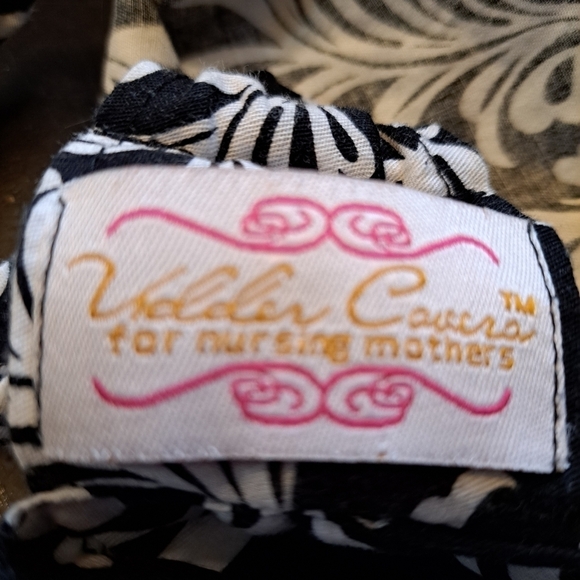 Udder Covers™
for nursing mothers